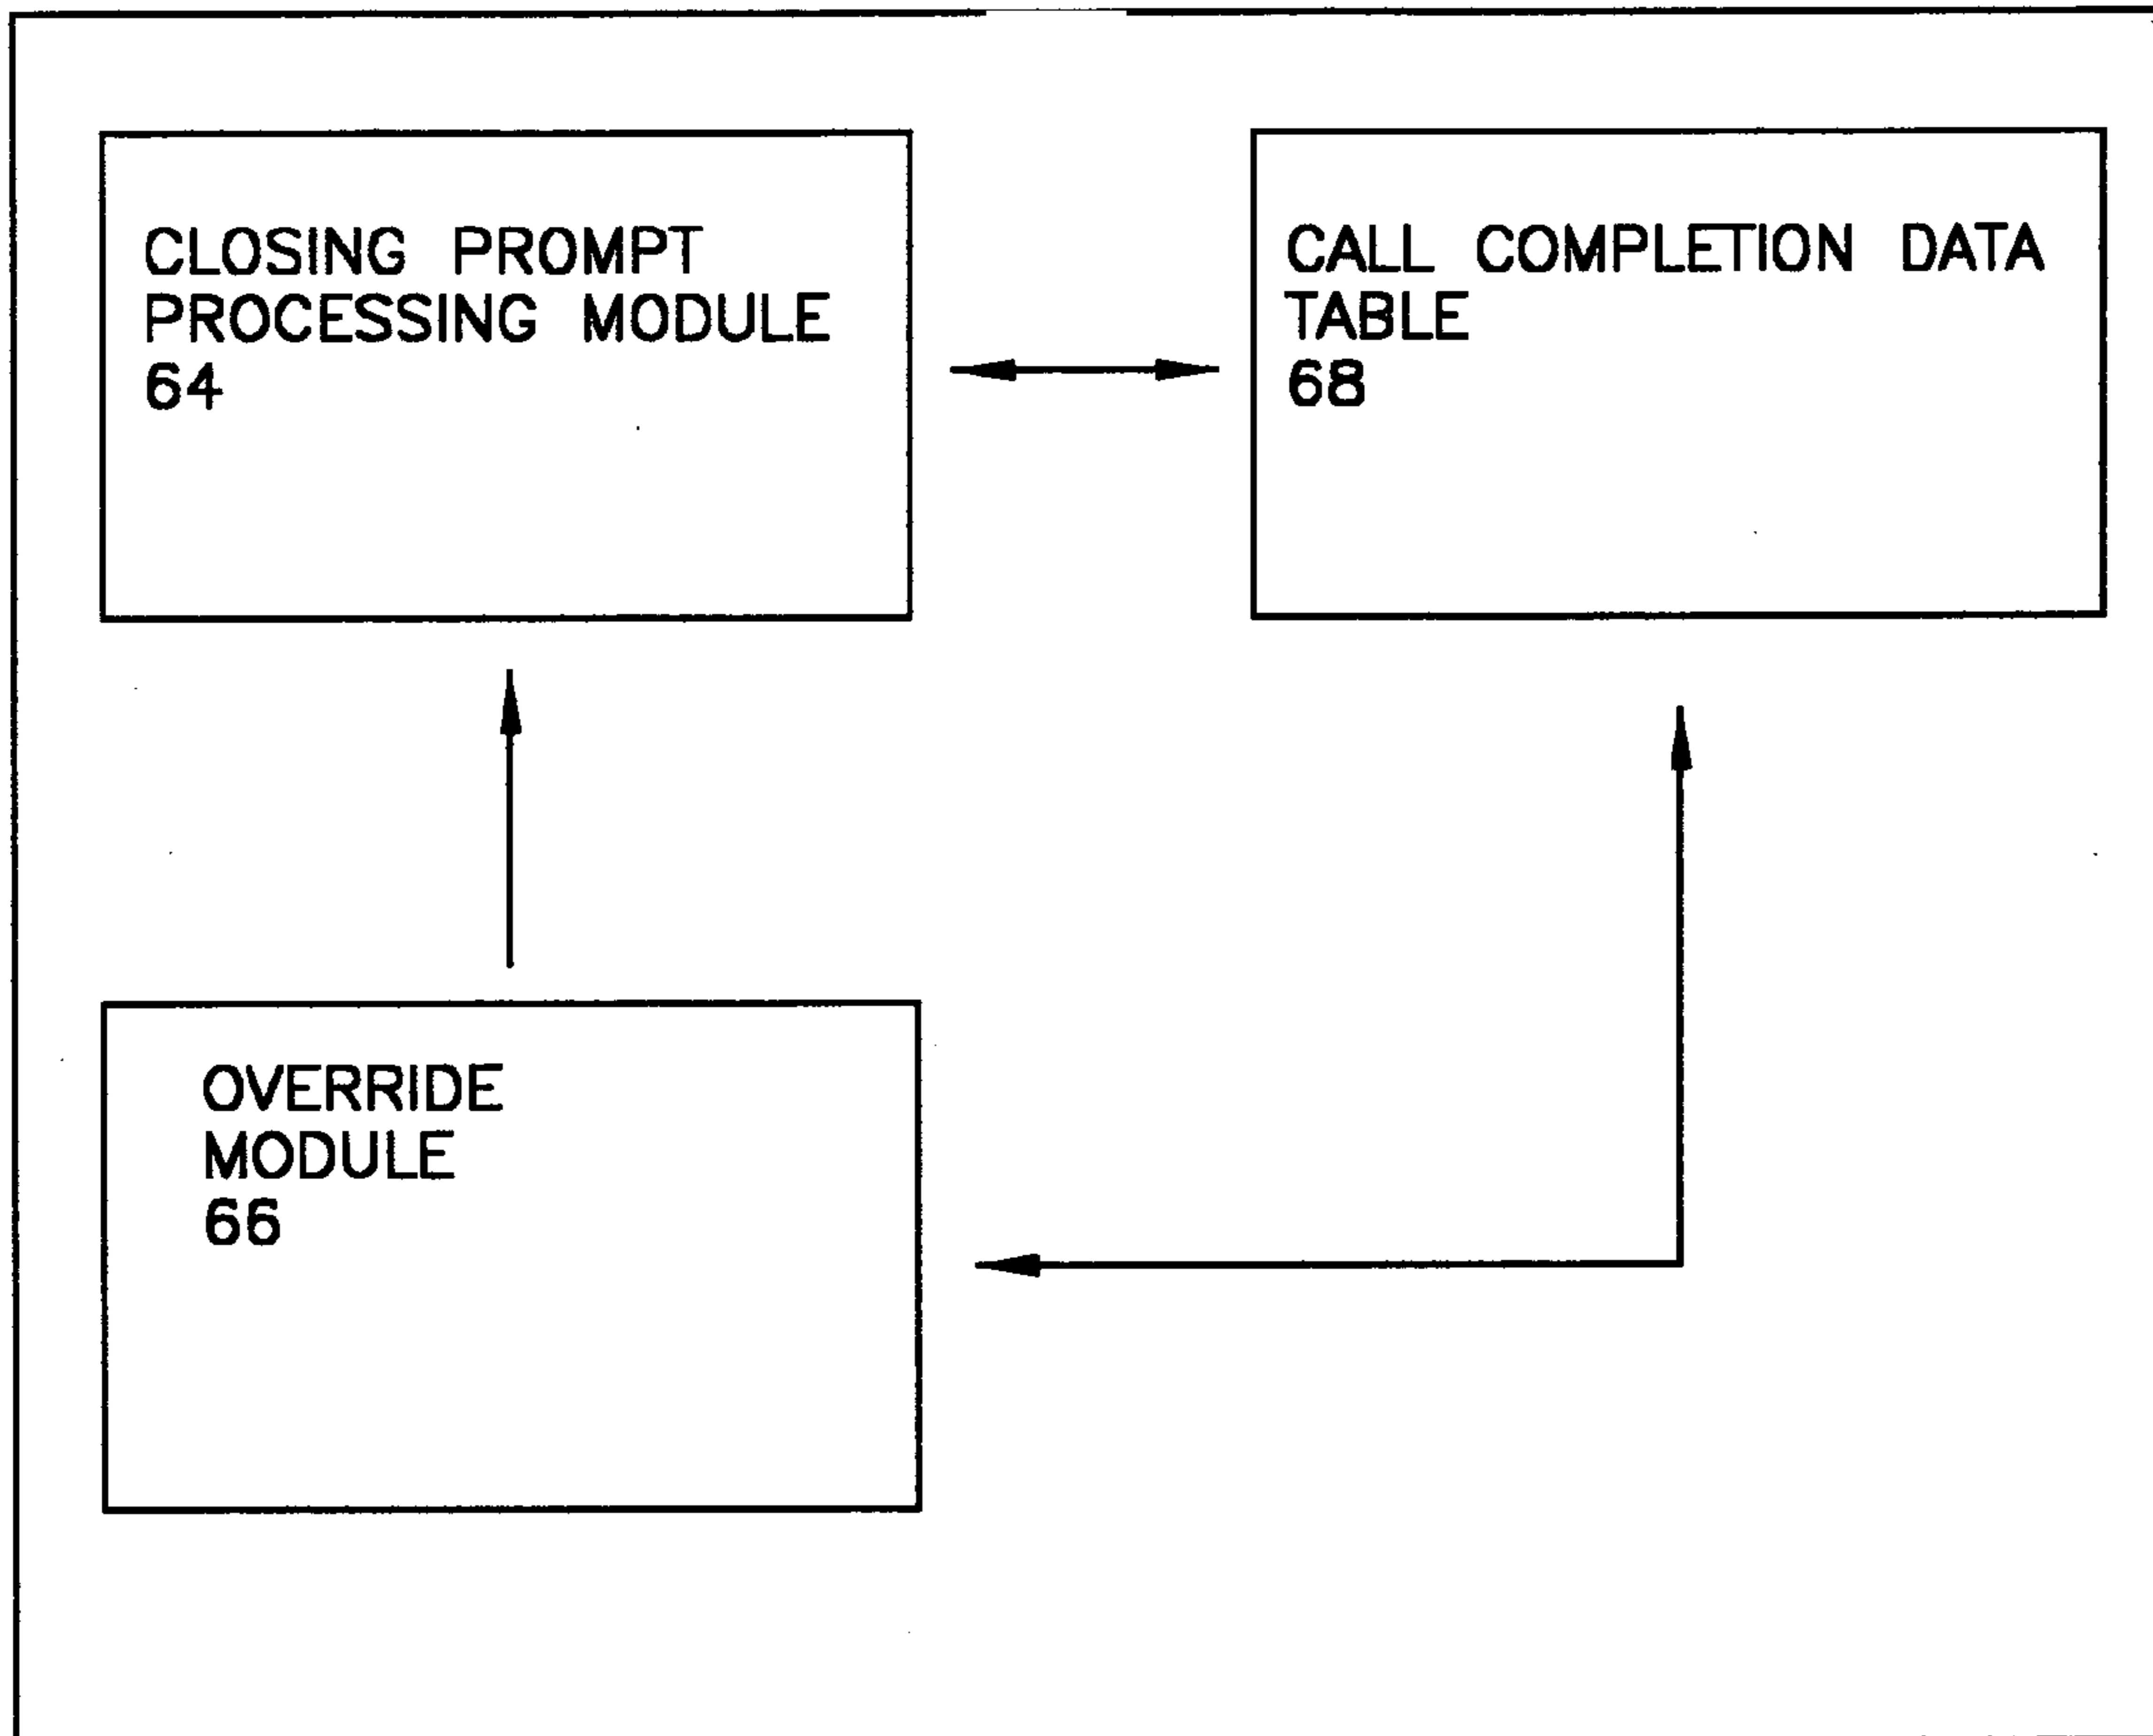 CLOSING PROMPT
PROCESSING MODULE
64
CALL COMPLETION DATA
TABLE
68
OVERRIDE
MODULE
66